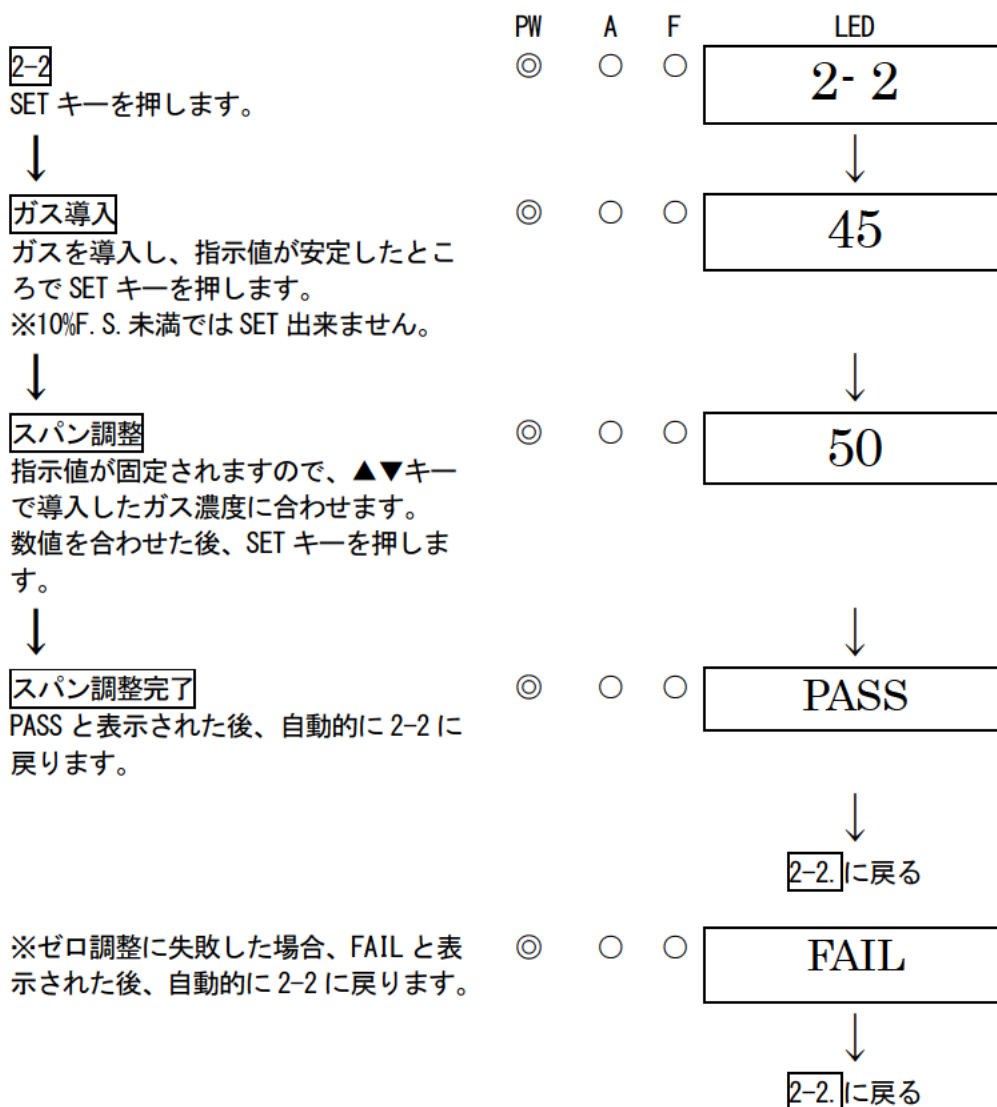 PW A F LED
2-2 ◎ ○ ○ 2- 2
SET キーを押します。
↓ ↓
ガス導入 ◎ ○ ○ 45
ガスを導入し、指示値が安定したとこ
ろで SET キーを押します。
※10%F.S.未満では SET 出来ません。
↓ ↓
スパン調整 ◎ ○ ○ 50
指示値が固定されますので、▲▼キー
で導入したガス濃度に合わせます。
数値を合わせた後、SET キーを押しま
す。
↓ ↓
スパン調整完了 ◎ ○ ○ PASS
PASS と表示された後、自動的に 2-2 に
戻ります。
↓
2-2.に戻る
※ゼロ調整に失敗した場合、FAIL と表 ◎ ○ ○ FAIL
示された後、自動的に 2-2 に戻ります。
↓
2-2.に戻る